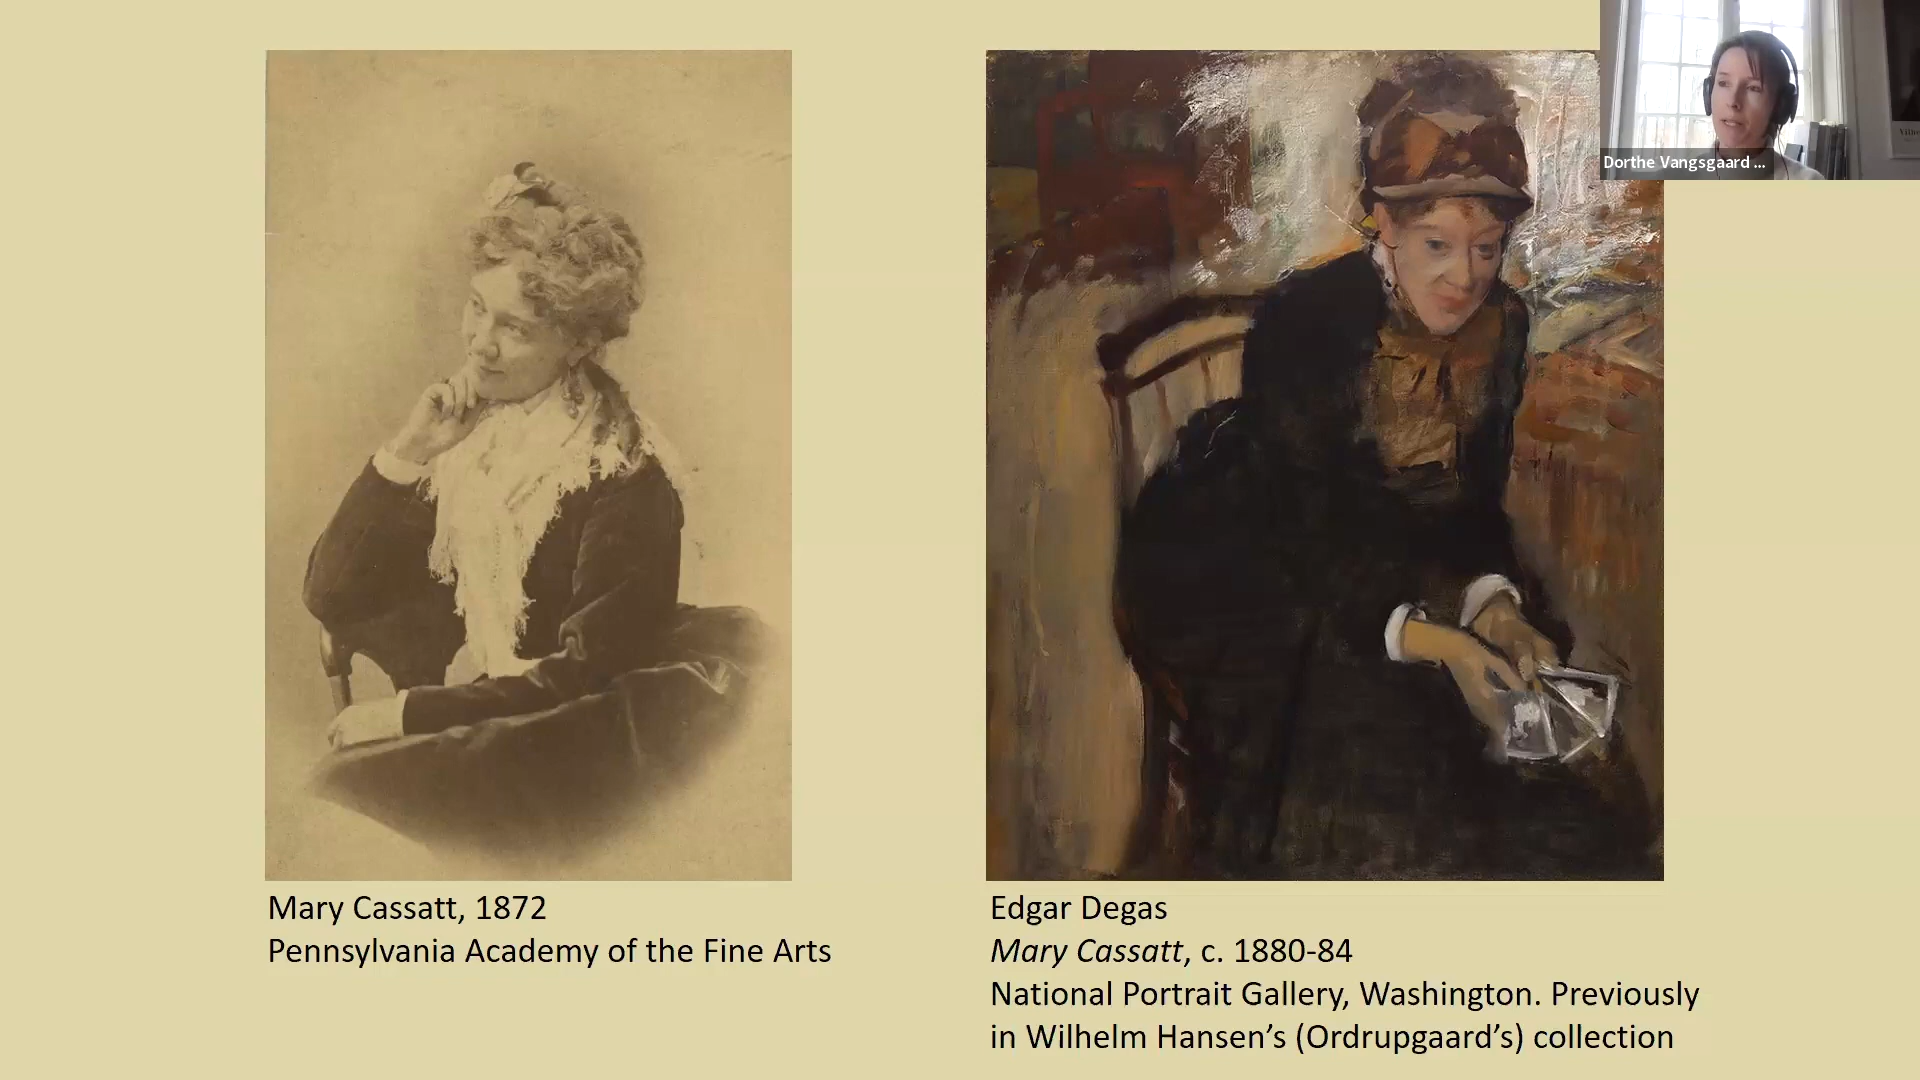 Dorthe Vangsgaard ...
Mary Cassatt, 1872
Pennsylvania Academy of the Fine Arts
Edgar Degas
Mary Cassatt, c. 1880-84
National Portrait Gallery, Washington. Previously
in Wilhelm Hansen’s (Ordrupgaard’s) collection